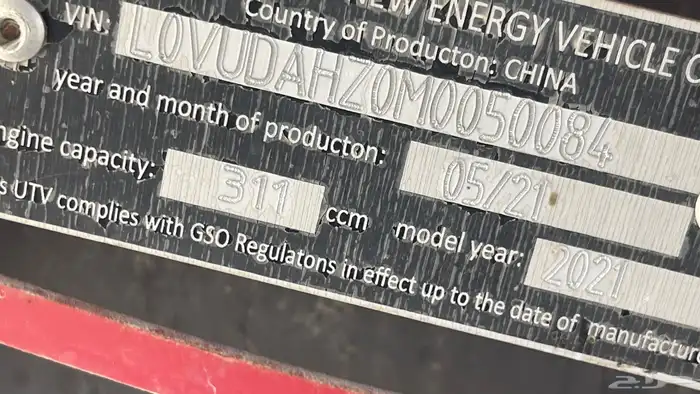 NEW ENERGY VEHICLE C
Country of Producton: CHINA
VIN: L0VUDAHZ0M0050084
year and month of producton: 05/21
ngine capacity: 311 ccm model year: 2021
s UTV complies with GSO Regulatons in effect up to the date of manufactur